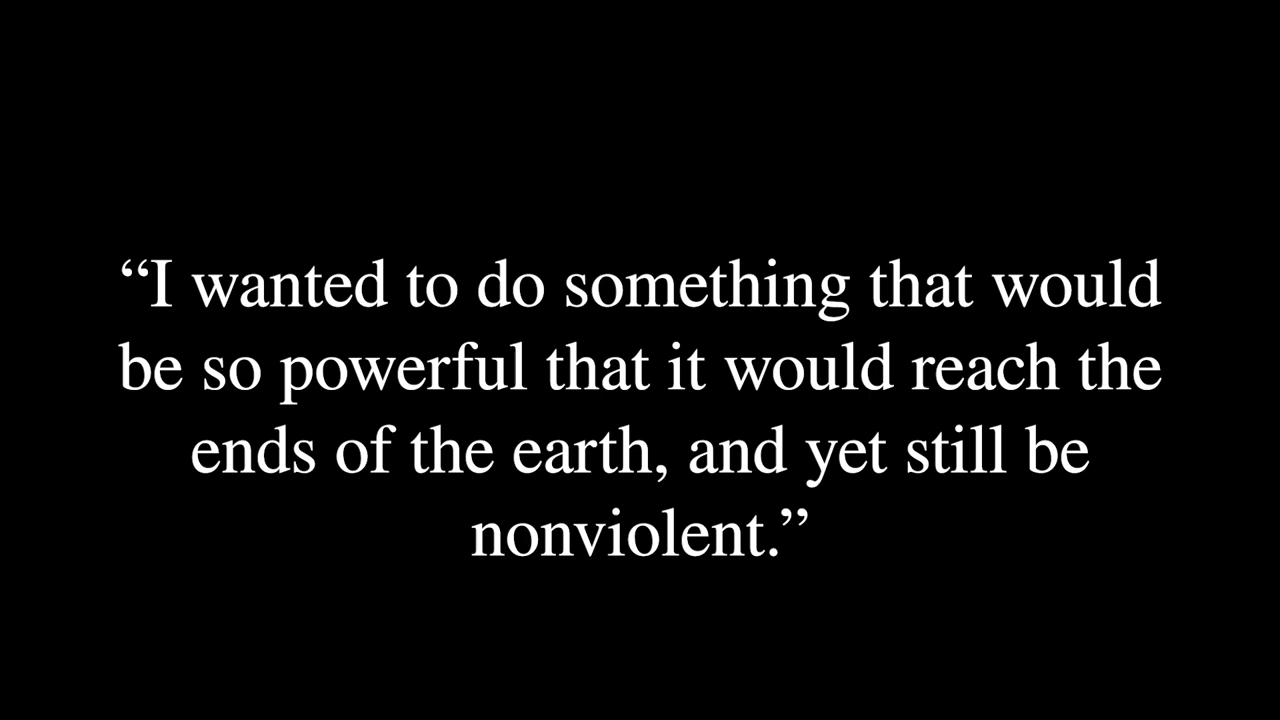 “I wanted to do something that would
be so powerful that it would reach the
ends of the earth, and yet still be
nonviolent.”